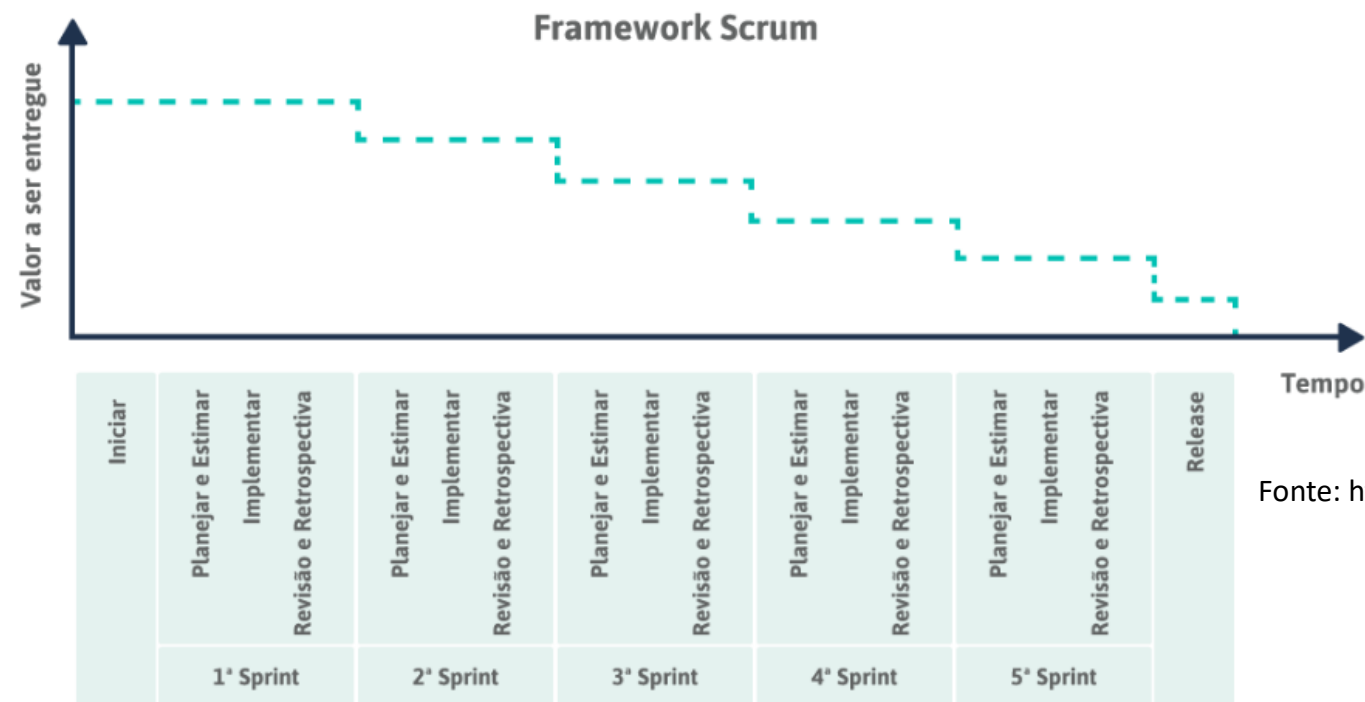 Framework Scrum
Valor a ser entregue
Tempo
Iniciar
Planejar e Estimar
Implementar
Revisão e Retrospectiva
Planejar e Estimar
Implementar
Revisão e Retrospectiva
Planejar e Estimar
Implementar
Revisão e Retrospectiva
Planejar e Estimar
Implementar
Revisão e Retrospectiva
Planejar e Estimar
Implementar
Revisão e Retrospectiva
Release
1ª Sprint
2ª Sprint
3ª Sprint
4ª Sprint
5ª Sprint
Fonte: h